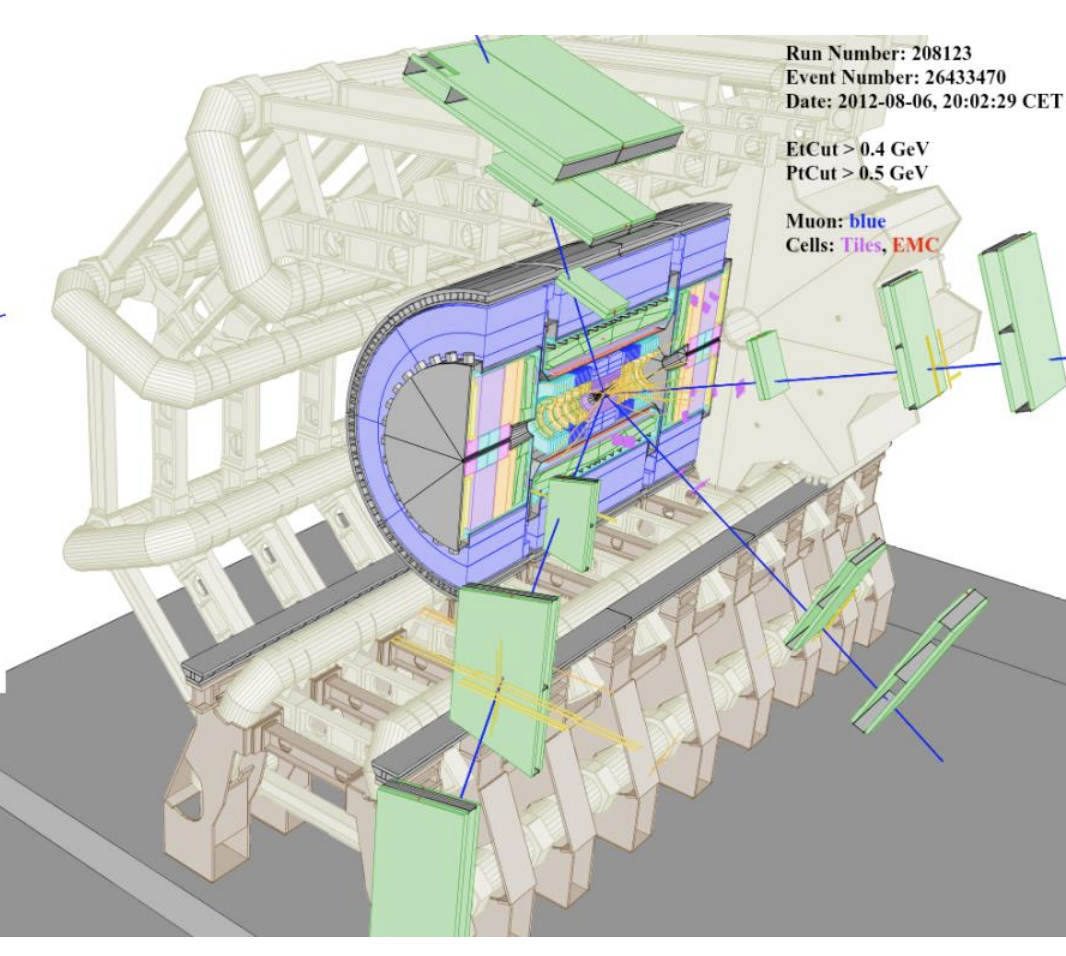 Run Number: 208123
Event Number: 26433470
Date: 2012-08-06, 20:02:29 CET
EtCut > 0.4 GeV
PtCut > 0.5 GeV
Muon: blue
Cells: Tiles, EMC